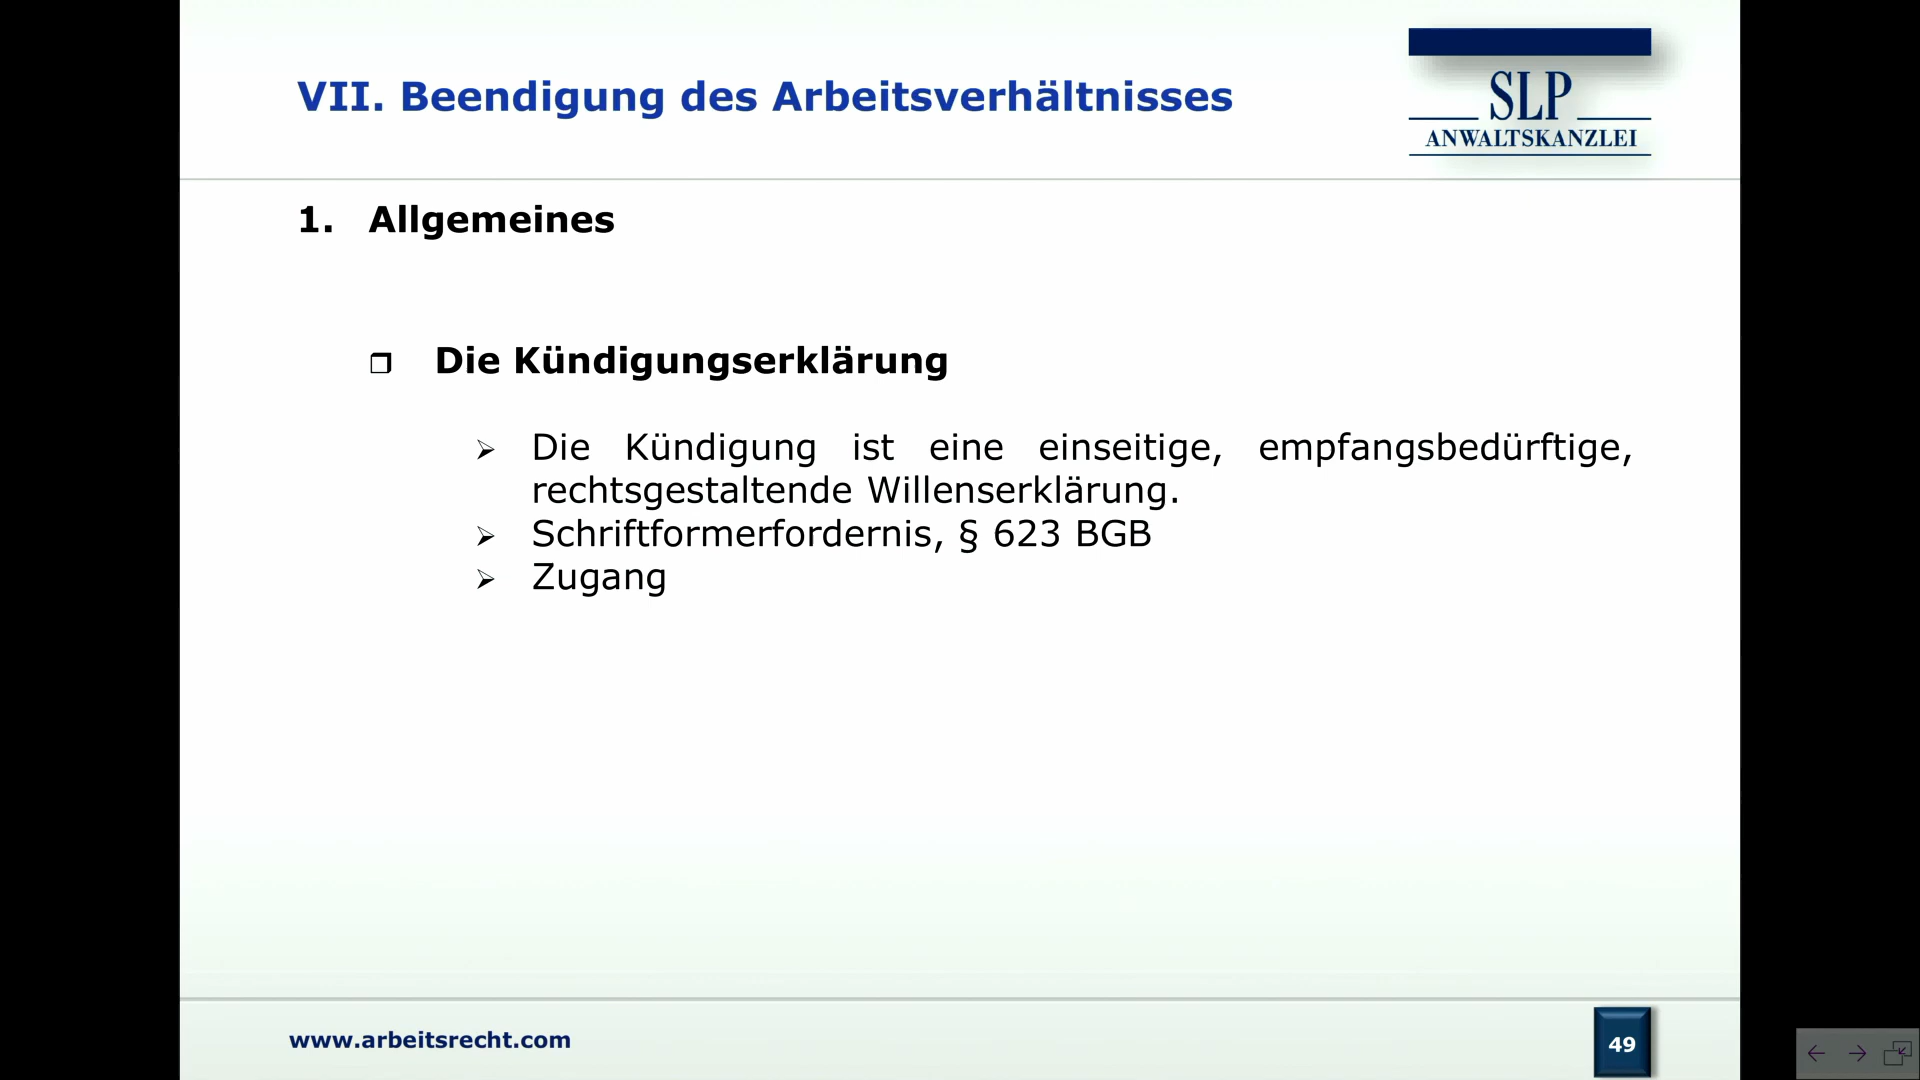 VII. Beendigung des Arbeitsverhältnisses
SLP
ANWALTSKANZLEI
1. Allgemeines
Die Kündigungserklärung
Die Kündigung ist eine einseitige, empfangsbedürftige,
rechtsgestaltende Willenserklärung.
Schriftformerfordernis, § 623 BGB
Zugang
www.arbeitsrecht.com
49